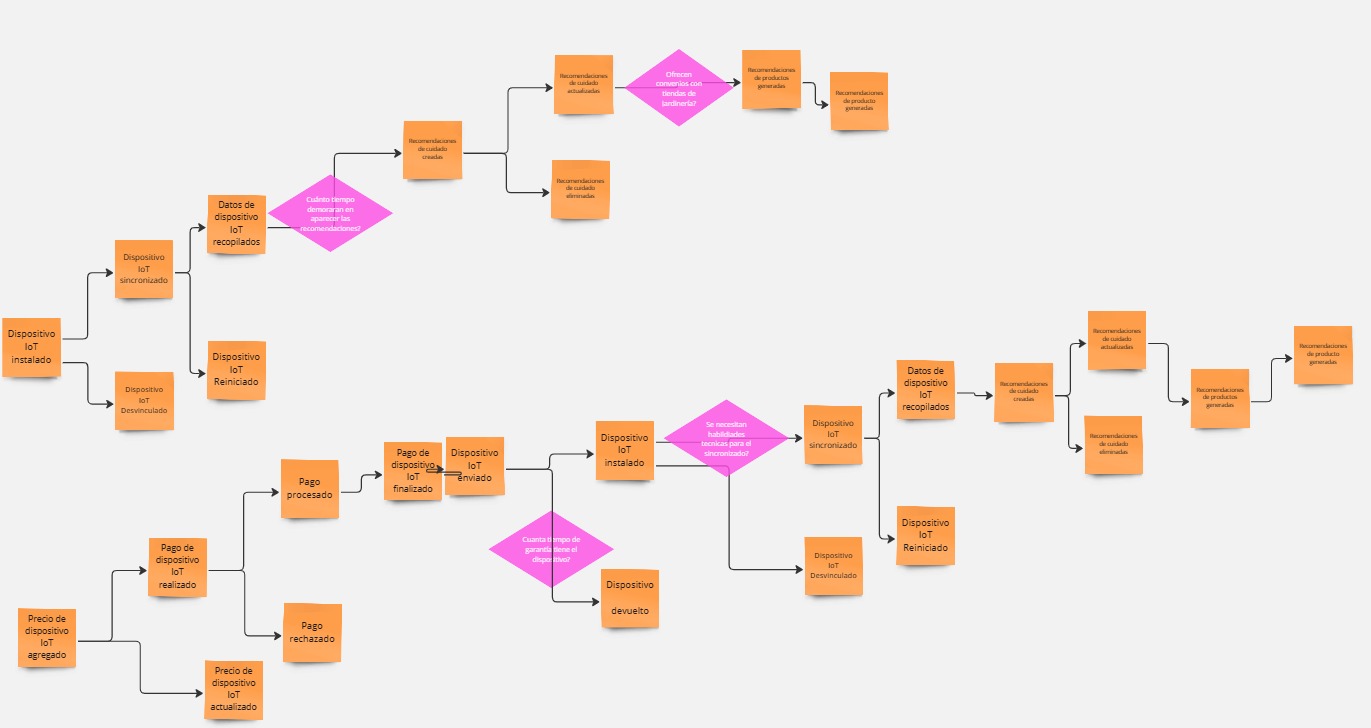 Recomendaciones
de cuidado
actualizadas
Ofrecen
convenios con
tiendas de
jardinería?
Recomendaciones
de productos
generadas
Recomendaciones
de producto
generadas
Recomendaciones
de cuidado
creadas
Recomendaciones
de cuidado
eliminadas
Datos de
dispositivo
IoT
recopilados
Cuánto tiempo
demoraran en
aparecer las
recomendaciones?
Dispositivo
IoT
sincronizado
Dispositivo
IoT
instalado
Dispositivo
IoT
Reiniciado
Dispositivo
IoT
Desvinculado
Recomendaciones
de cuidado
actualizadas
Recomendaciones
de producto
generadas
Datos de
dispositivo
IoT
recopilados
Recomendaciones
de cuidado
creadas
Recomendaciones
de productos
generadas
Recomendaciones
de cuidado
eliminadas
Se necesitan
habilidades
tecnicas para el
sincronizado?
Dispositivo
IoT
sincronizado
Dispositivo
IoT
instalado
Pago de
dispositivo
IoT
finalizado
Dispositivo
IoT
enviado
Pago
procesado
Dispositivo
IoT
Reiniciado
Cuanta tiempo de
garantia tiene el
dispositivo?
Dispositivo
IoT
Desvinculado
Pago de
dispositivo
IoT
realizado
Dispositivo
devuelto
Pago
rechazado
Precio de
dispositivo
IoT
agregado
Precio de
dispositivo
IoT
actualizado